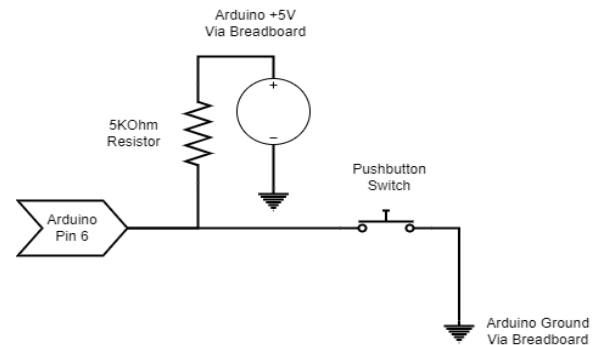 Arduino +5V
Via Breadboard
+
5KOhm
Resistor
−
Pushbutton
Switch
Arduino
Pin 6
Arduino Ground
Via Breadboard